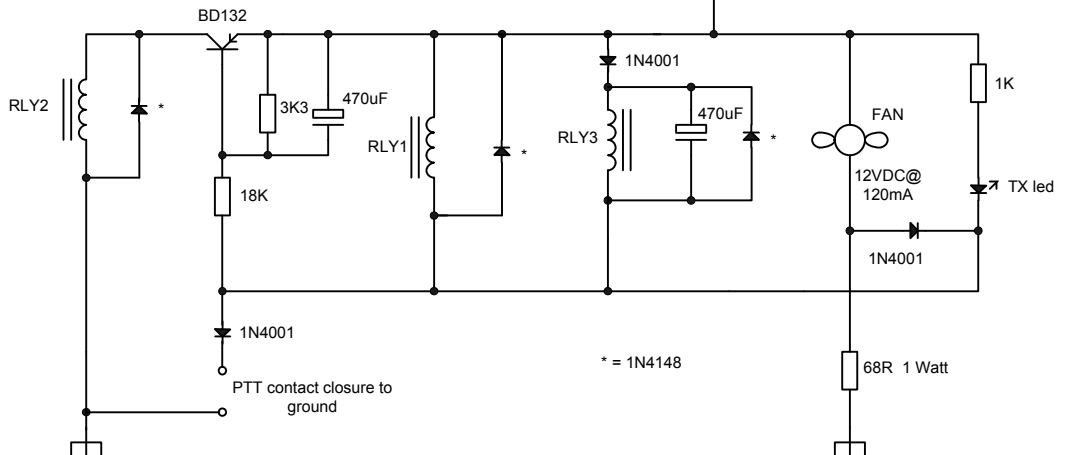 BD132
1N4001
1K
RLY2
*
3K3
470uF
RLY1
*
RLY3
470uF
*
FAN
12VDC@
120mA
TX led
18K
1N4001
1N4001
* = 1N4148
68R 1 Watt
PTT contact closure to
ground